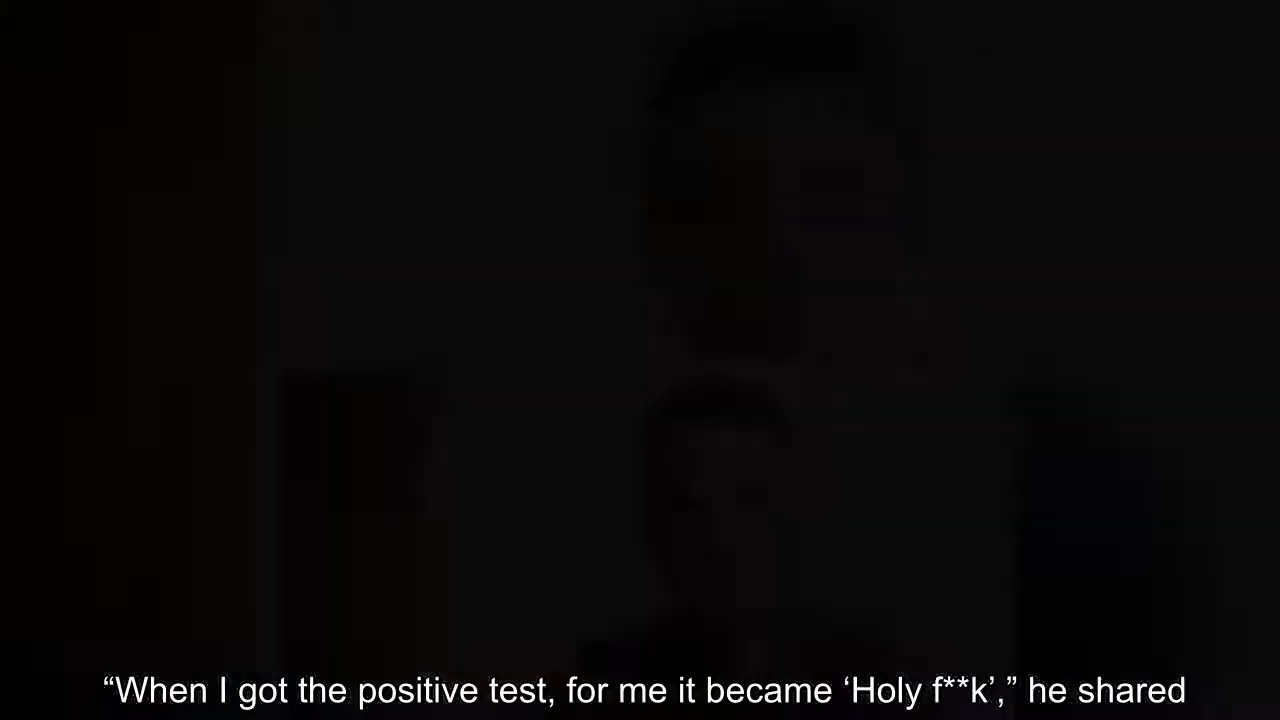 “When I got the positive test, for me it became ‘Holy f**k’,” he shared